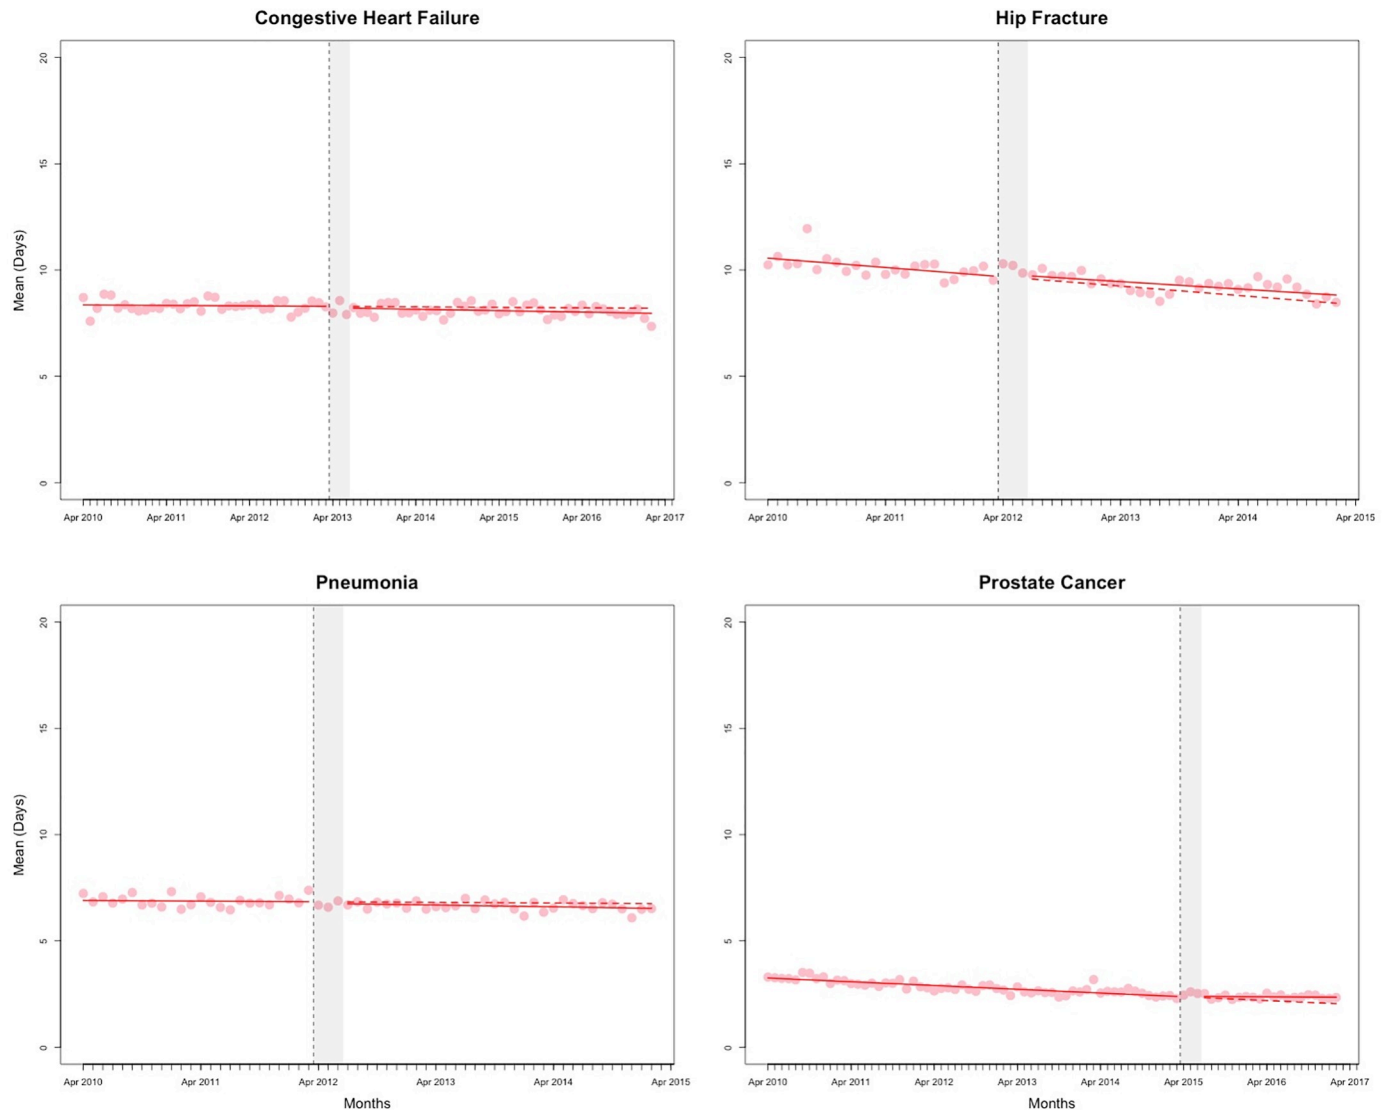 Congestive Heart Failure
Mean (Days)
20
15
10
5
0
Apr 2010 Apr 2011 Apr 2012 Apr 2013 Apr 2014 Apr 2015 Apr 2016 Apr 2017
Hip Fracture
20
15
10
5
0
Apr 2010 Apr 2011 Apr 2012 Apr 2013 Apr 2014 Apr 2015
Pneumonia
Mean (Days)
20
15
10
5
0
Apr 2010 Apr 2011 Apr 2012 Apr 2013 Apr 2014 Apr 2015
Months
Prostate Cancer
20
15
10
5
0
Apr 2010 Apr 2011 Apr 2012 Apr 2013 Apr 2014 Apr 2015 Apr 2016 Apr 2017
Months